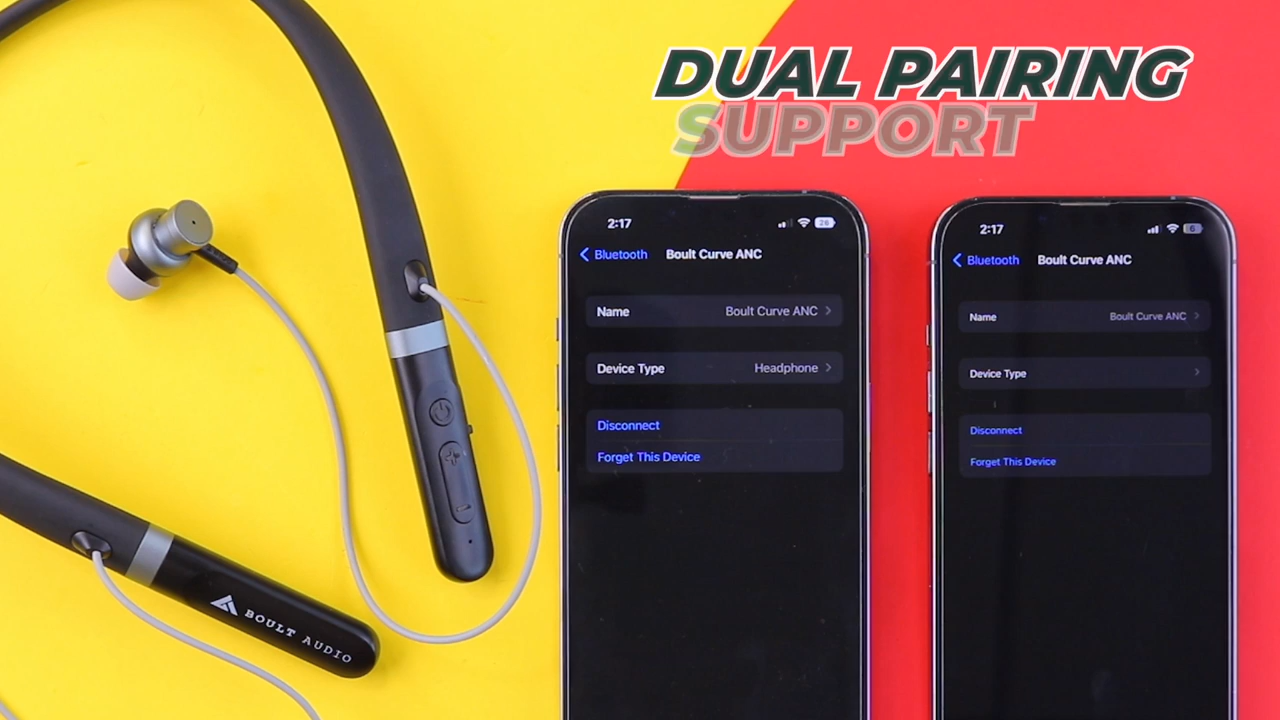 DUAL PAIRING
SUPPORT
2:17
26
Bluetooth
Boult Curve ANC
Name
Boult Curve ANC
Device Type
Headphone
Disconnect
Forget This Device
2:17
6
Bluetooth
Boult Curve ANC
Name
Boult Curve ANC
Device Type
Disconnect
Forget This Device
BOULT AUDIO